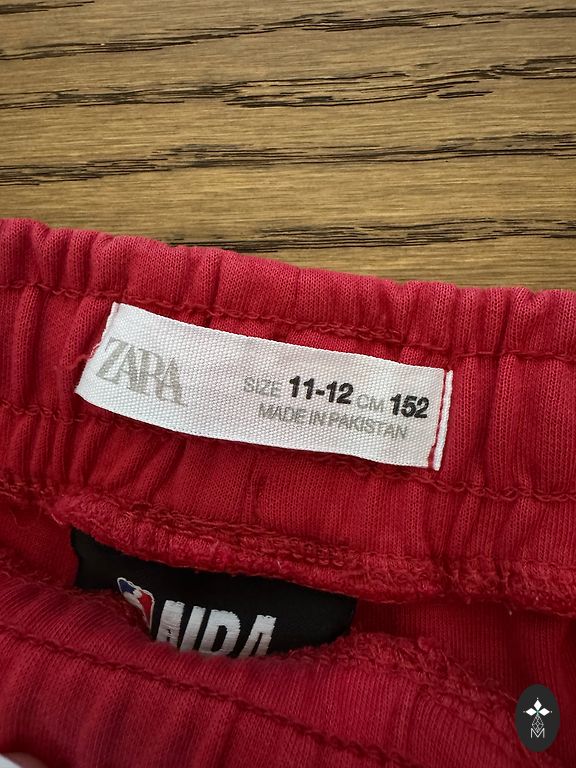 ZARA
SIZE 11-12 CM 152
MADE IN PAKISTAN
NBA
M